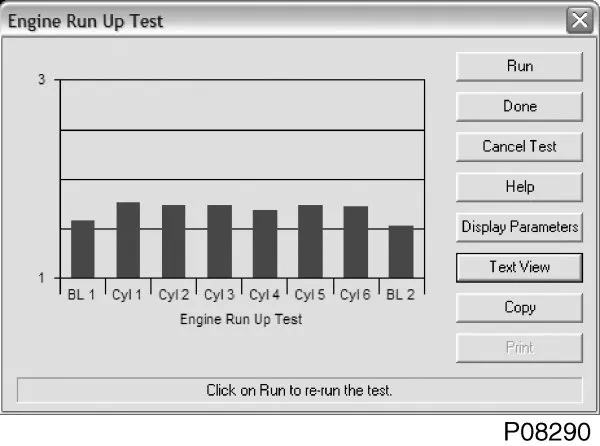 Engine Run Up Test
3
1
BL 1 Cyl 1 Cyl 2 Cyl 3 Cyl 4 Cyl 5 Cyl 6 BL 2
Engine Run Up Test
Run
Done
Cancel Test
Help
Display Parameters
Text View
Copy
Print
Click on Run to re-run the test.
P08290